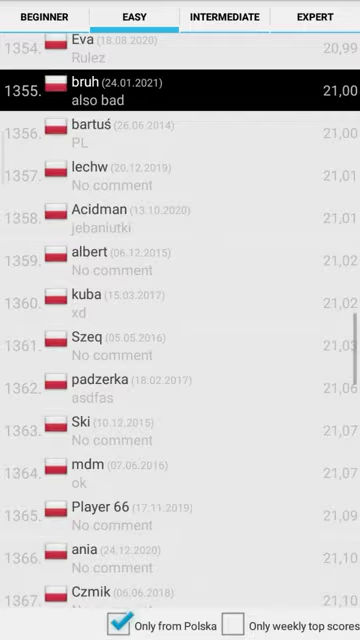 BEGINNER EASY INTERMEDIATE EXPERT
1354. Eva (18.08.2020) 20,99
Rulez
1355. bruh (24.01.2021) 21,00
also bad
1356. bartuś (26.06.2014) 21,00
PL
1357. lechw (20.12.2019) 21,01
No comment
1358. Acidman (13.10.2020) 21,01
jebaniutki
1359. albert (06.12.2015) 21,02
No comment
1360. kuba (15.03.2017) 21,02
xd
1361. Szeq (05.05.2016) 21,03
No comment
1362. padzerka (18.02.2017) 21,06
asdfas
1363. Ski (10.12.2015) 21,07
No comment
1364. mdm (07.06.2016) 21,07
ok
1365. Player 66 (17.11.2019) 21,09
No comment
1366. ania (24.12.2020) 21,10
No comment
1367. Czmik (06.06.2018) 21,10
No comment
Only from Polska Only weekly top scores